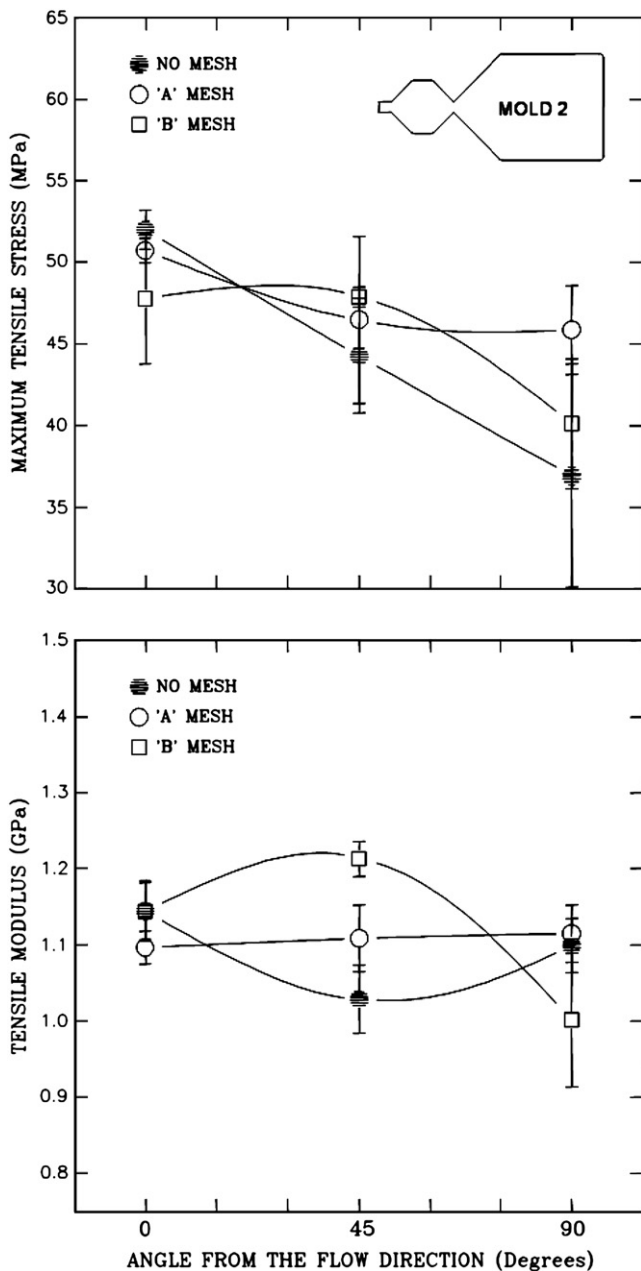 65
60
55
50
45
40
35
30
MAXIMUM TENSILE STRESS (MPa)
NO MESH
'A' MESH
'B' MESH
MOLD 2
1.5
1.4
1.3
1.2
1.1
1.0
0.9
0.8
TENSILE MODULUS (GPa)
NO MESH
'A' MESH
'B' MESH
0 45 90
ANGLE FROM THE FLOW DIRECTION (Degrees)